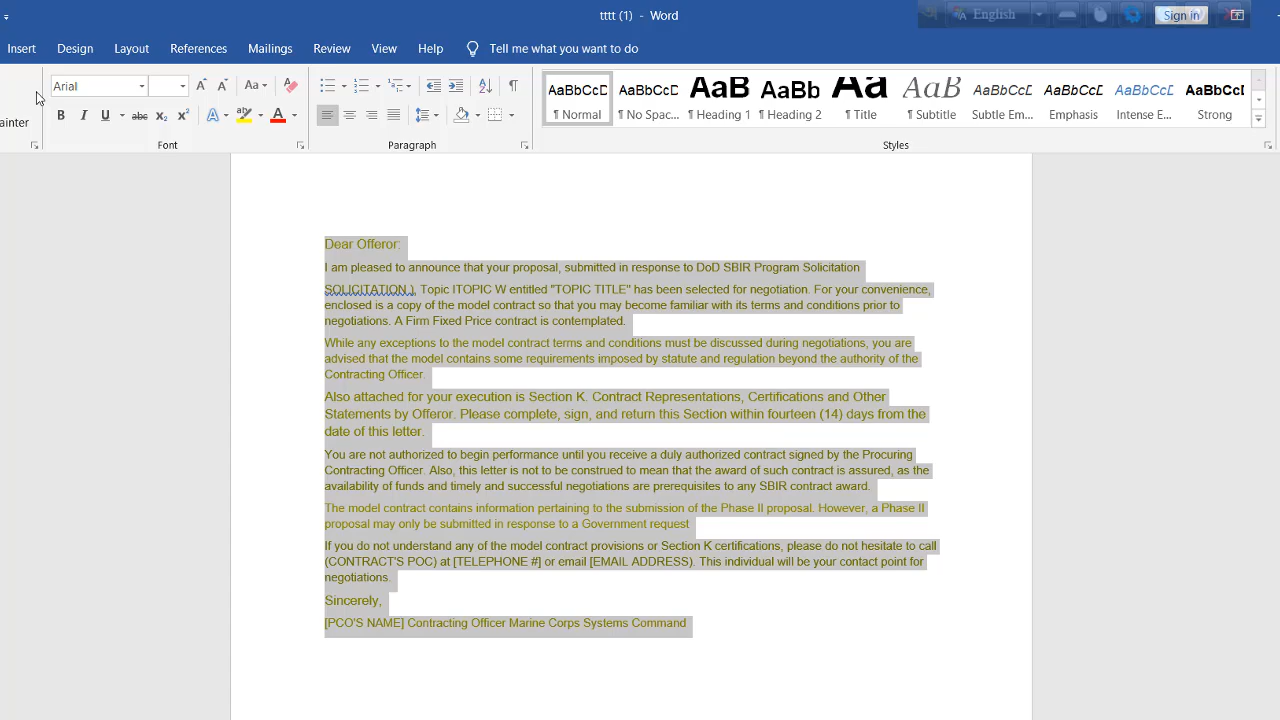 tttt (1) - Word
English
Sign in
Insert Design Layout References Mailings Review View Help Tell me what you want to do
Arial
Aa
AaBbCcD AaBbCcD AaB AaBb Aa AaB AaBbCcD AaBbCcD AaBbCcD AaBbCcD
¶ Normal ¶ No Spac... ¶ Heading 1 ¶ Heading 2 ¶ Title ¶ Subtitle Subtle Em... Emphasis Intense E... Strong
ainter
B I U abc x₂ x² A A
Font Paragraph Styles
Dear Offeror:
I am pleased to announce that your proposal, submitted in response to DoD SBIR Program Solicitation
SOLICITATION ), Topic ITOPIC W entitled "TOPIC TITLE" has been selected for negotiation. For your convenience,
enclosed is a copy of the model contract so that you may become familiar with its terms and conditions prior to
negotiations. A Firm Fixed Price contract is contemplated.
While any exceptions to the model contract terms and conditions must be discussed during negotiations, you are
advised that the model contains some requirements imposed by statute and regulation beyond the authority of the
Contracting Officer.
Also attached for your execution is Section K. Contract Representations, Certifications and Other
Statements by Offeror. Please complete, sign, and return this Section within fourteen (14) days from the
date of this letter.
You are not authorized to begin performance until you receive a duly authorized contract signed by the Procuring
Contracting Officer. Also, this letter is not to be construed to mean that the award of such contract is assured, as the
availability of funds and timely and successful negotiations are prerequisites to any SBIR contract award.
The model contract contains information pertaining to the submission of the Phase II proposal. However, a Phase II
proposal may only be submitted in response to a Government request
If you do not understand any of the model contract provisions or Section K certifications, please do not hesitate to call
(CONTRACT'S POC) at [TELEPHONE #] or email [EMAIL ADDRESS). This individual will be your contact point for
negotiations.
Sincerely,
[PCO'S NAME] Contracting Officer Marine Corps Systems Command